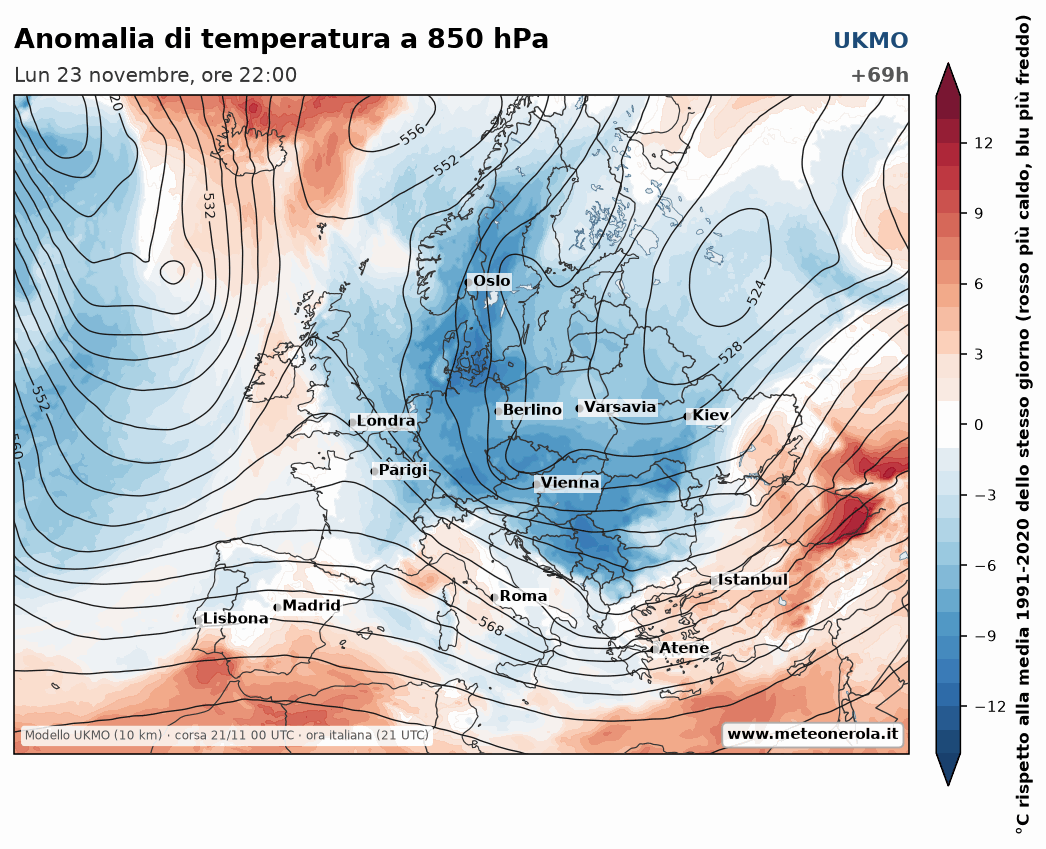 Anomalia di temperatura a 850 hPa
UKMO
Lun 23 novembre, ore 22:00
+69h
520
556
552
532
524
528
552
560
568
Oslo
Berlino
Varsavia
Kiev
Londra
Parigi
Vienna
Istanbul
Roma
Madrid
Lisbona
Atene
Modello UKMO (10 km) · corsa 21/11 00 UTC · ora italiana (21 UTC)
www.meteonerola.it
12
9
6
3
0
−3
−6
−9
−12
°C rispetto alla media 1991-2020 dello stesso giorno (rosso più caldo, blu più freddo)